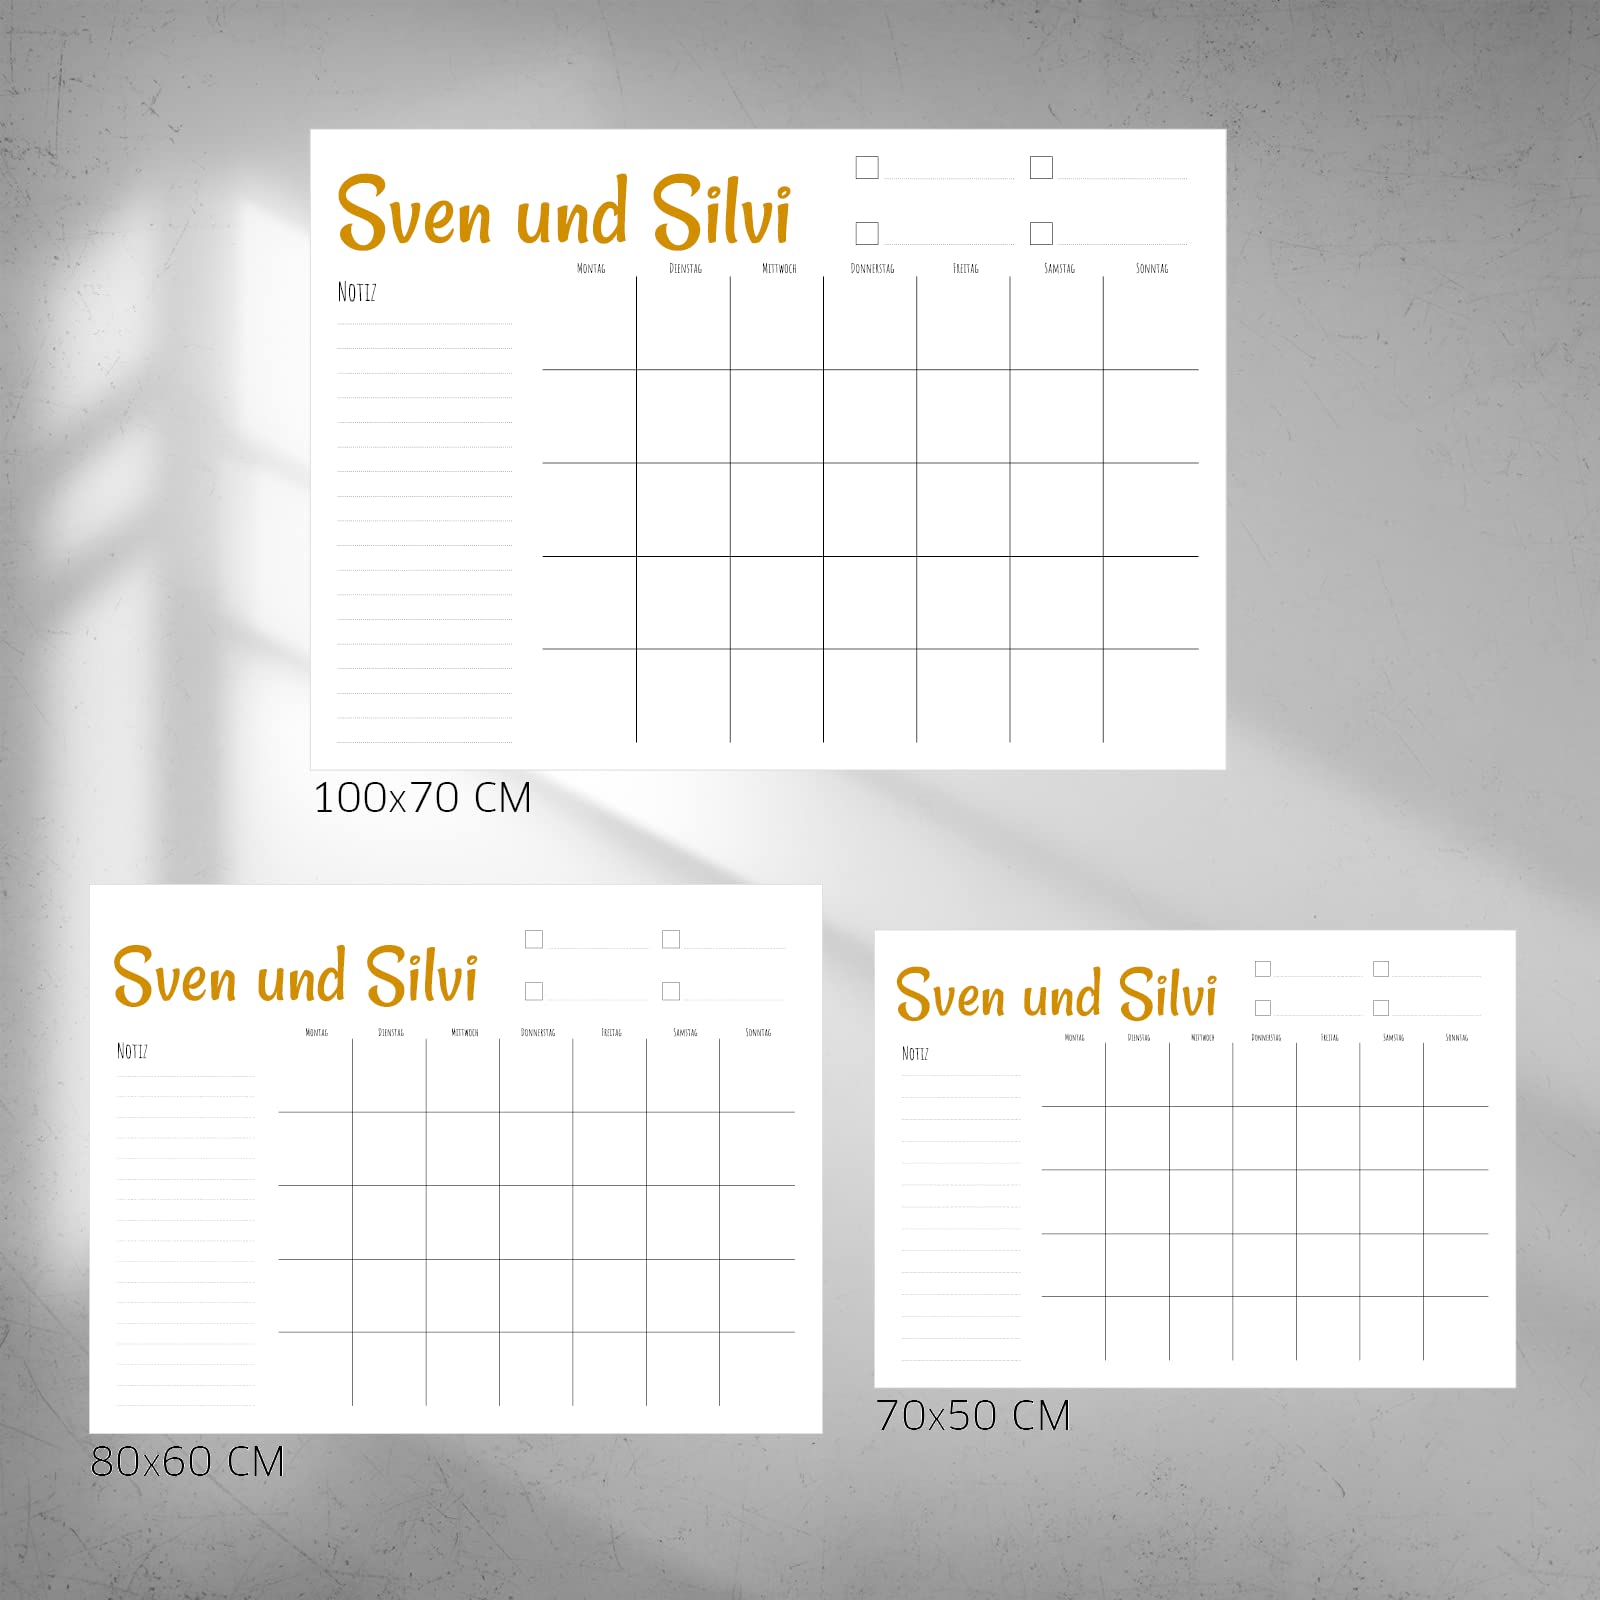 Sven und Silvi
Montag Dienstag Mittwoch Donnerstag Freitag Samstag Sonntag
Notiz
100x70 CM
Sven und Silvi
Montag Dienstag Mittwoch Donnerstag Freitag Samstag Sonntag
Notiz
80x60 CM
Sven und Silvi
Montag Dienstag Mittwoch Donnerstag Freitag Samstag Sonntag
Notiz
70x50 CM